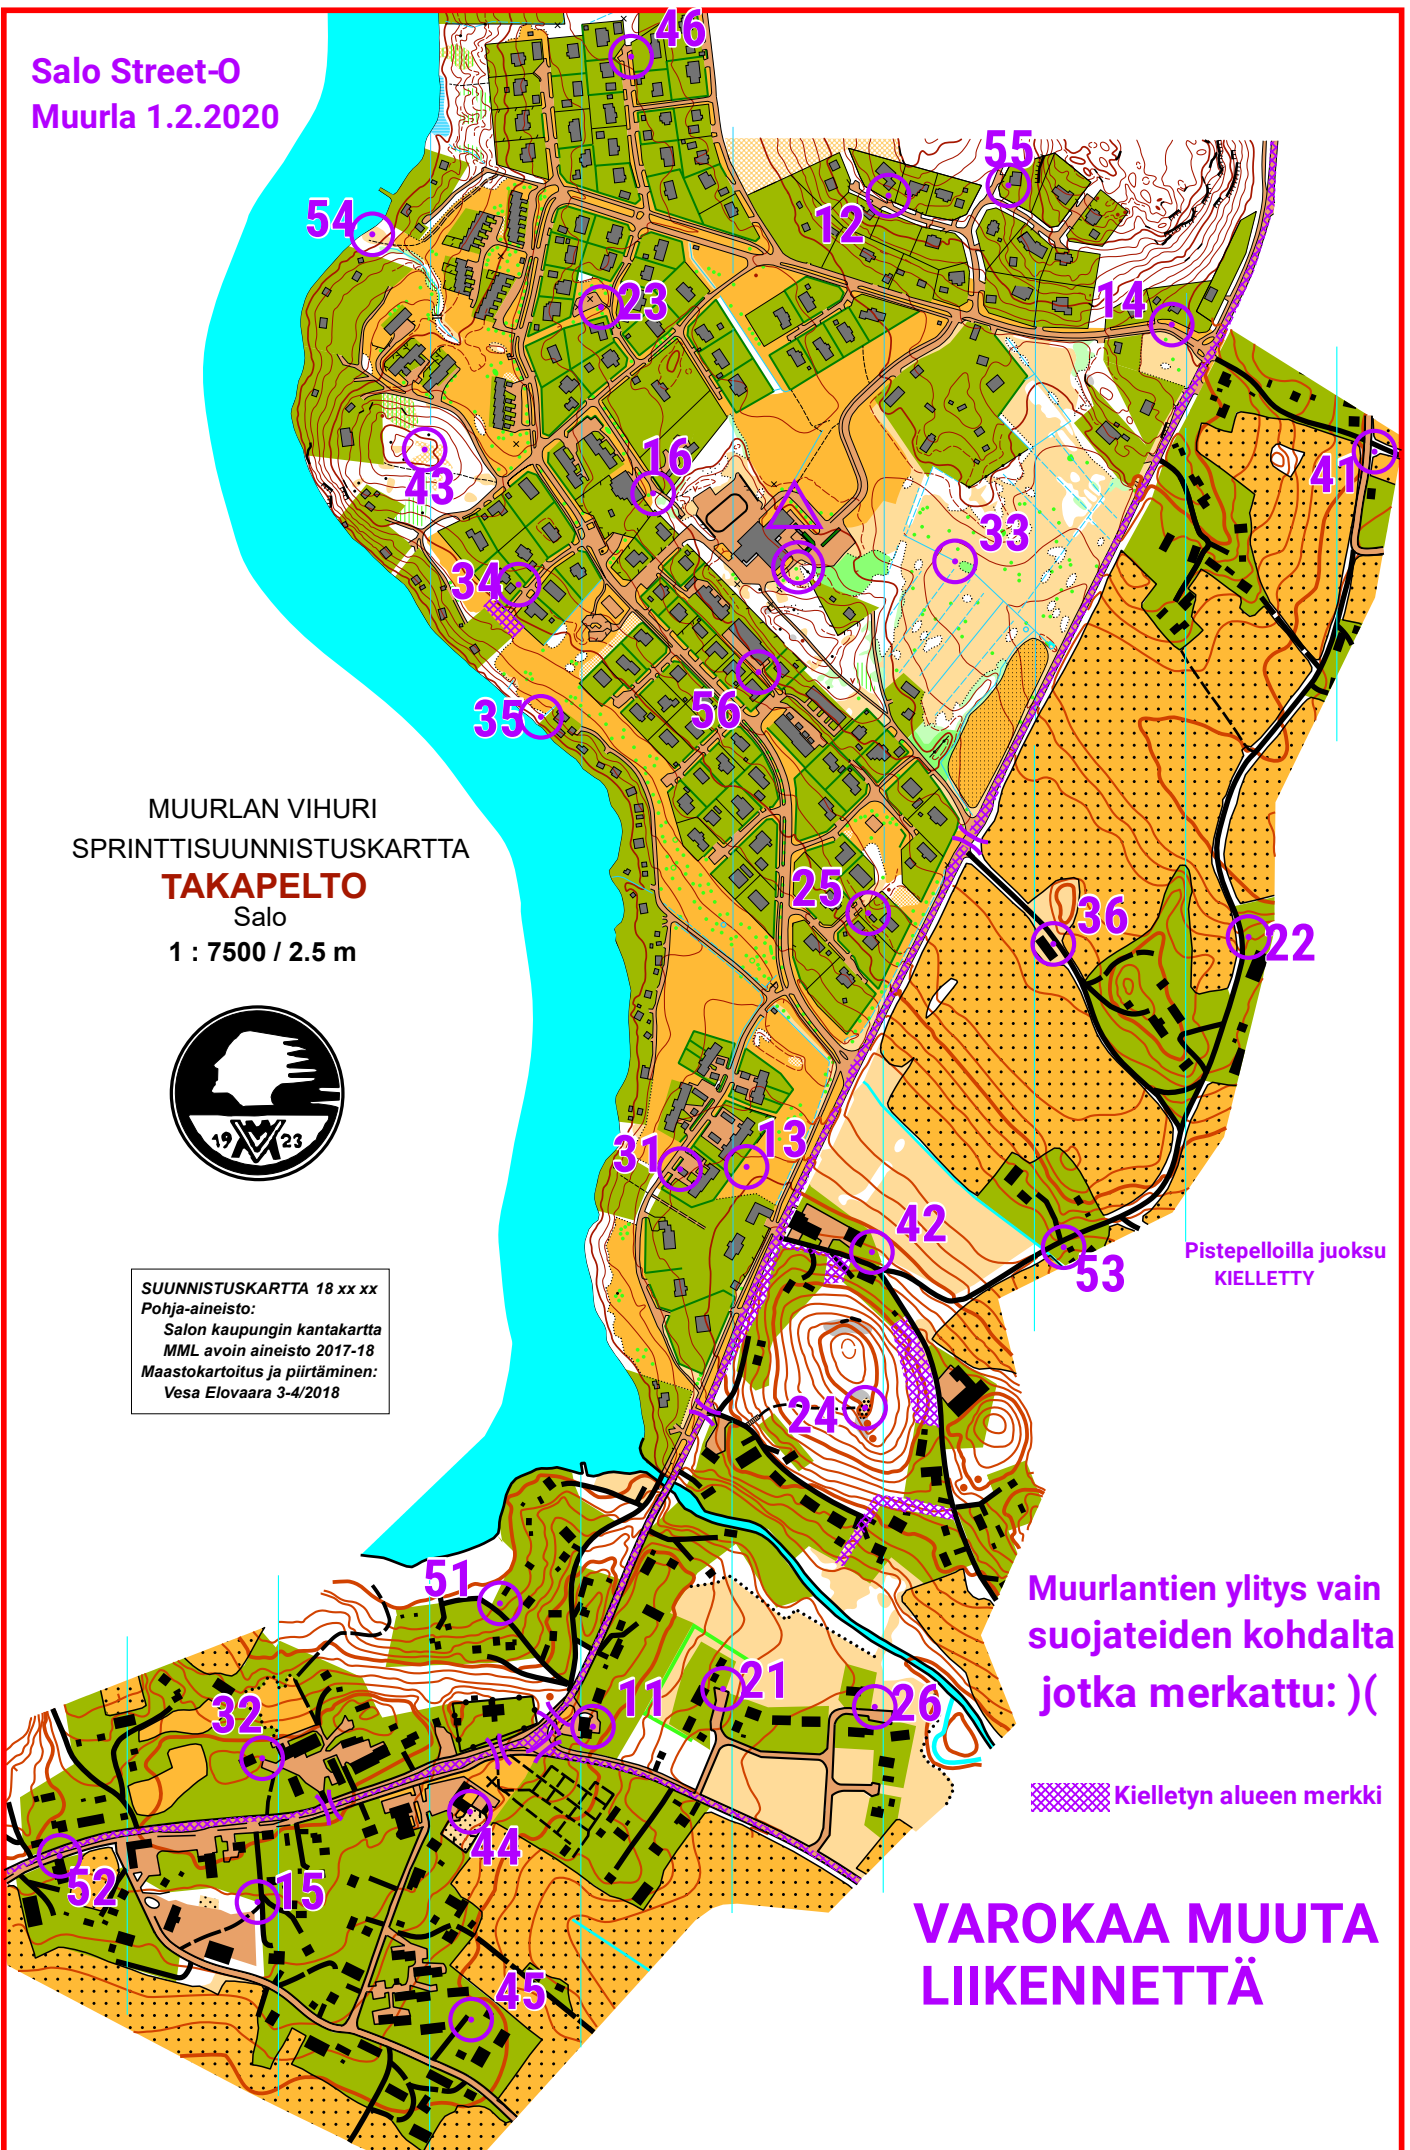 Salo Street-O
Muurla 1.2.2020
46
55
12
54
23
14
41
43
16
33
34
35
56
MUURLAN VIHURI
SPRINTTISUUNNISTUSKARTTA
TAKAPELTO
Salo
1 : 7500 / 2.5 m
25
36
22
19 MV 23
31
13
42
53
Pistepelloilla juoksu
KIELLETTY
SUUNNISTUSKARTTA 18 xx xx
Pohja-aineisto:
Salon kaupungin kantakartta
MML avoin aineisto 2017-18
Maastokartoitus ja piirtäminen:
Vesa Elovaara 3-4/2018
24
51
Muurlantien ylitys vain
suojateiden kohdalta
jotka merkattu: )(
32
11
21
26
Kielletyn alueen merkki
44
52
15
45
VAROKAA MUUTA
LIIKENNETTÄ